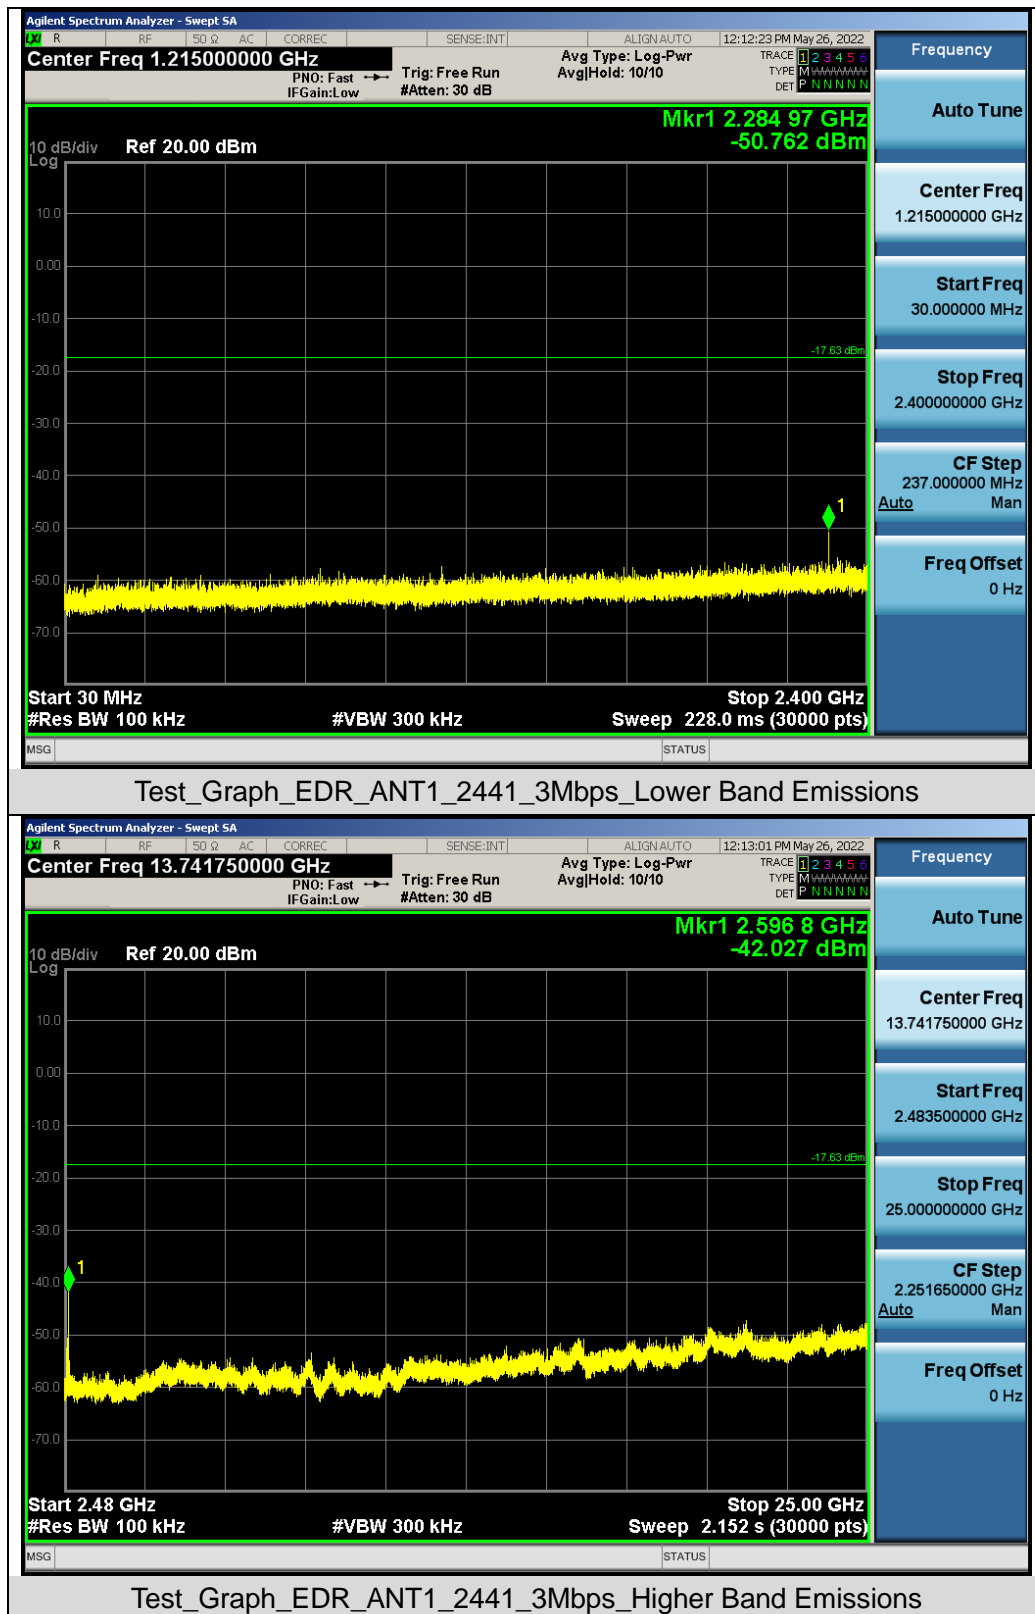 Agilent Spectrum Analyzer - Swept SA
LXI R RF 50 Ω AC CORREC SENSE:INT ALIGN AUTO 12:12:23 PM May 26, 2022
Center Freq 1.215000000 GHz
PNO: Fast
IFGain:Low
Trig: Free Run
#Atten: 30 dB
Avg Type: Log-Pwr
Avg|Hold: 10/10
TRACE 1 2 3 4 5 6
TYPE M
DET P N N N N N
Mkr1 2.284 97 GHz
-50.762 dBm
10 dB/div Ref 20.00 dBm
Log
10.0
0.00
-10.0
-17.63 dBm
-20.0
-30.0
-40.0
1
-50.0
-60.0
-70.0
Start 30 MHz Stop 2.400 GHz
#Res BW 100 kHz #VBW 300 kHz Sweep 228.0 ms (30000 pts)
MSG STATUS
Frequency
Auto Tune
Center Freq
1.215000000 GHz
Start Freq
30.000000 MHz
Stop Freq
2.400000000 GHz
CF Step
237.000000 MHz
Auto Man
Freq Offset
0 Hz
Test_Graph_EDR_ANT1_2441_3Mbps_Lower Band Emissions
Agilent Spectrum Analyzer - Swept SA
LXI R RF 50 Ω AC CORREC SENSE:INT ALIGN AUTO 12:13:01 PM May 26, 2022
Center Freq 13.741750000 GHz
PNO: Fast
IFGain:Low
Trig: Free Run
#Atten: 30 dB
Avg Type: Log-Pwr
Avg|Hold: 10/10
TRACE 1 2 3 4 5 6
TYPE M
DET P N N N N N
Mkr1 2.596 8 GHz
-42.027 dBm
10 dB/div Ref 20.00 dBm
Log
10.0
0.00
-10.0
-17.63 dBm
-20.0
-30.0
1
-40.0
-50.0
-60.0
-70.0
Start 2.48 GHz Stop 25.00 GHz
#Res BW 100 kHz #VBW 300 kHz Sweep 2.152 s (30000 pts)
MSG STATUS
Frequency
Auto Tune
Center Freq
13.741750000 GHz
Start Freq
2.483500000 GHz
Stop Freq
25.000000000 GHz
CF Step
2.251650000 GHz
Auto Man
Freq Offset
0 Hz
Test_Graph_EDR_ANT1_2441_3Mbps_Higher Band Emissions